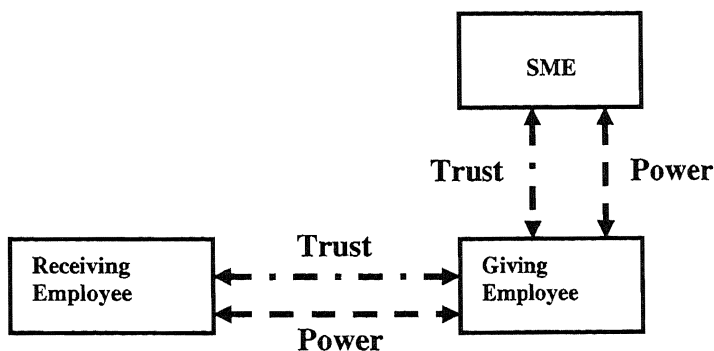 SME
Trust
Power
Trust
Receiving
Employee
Giving
Employee
Power